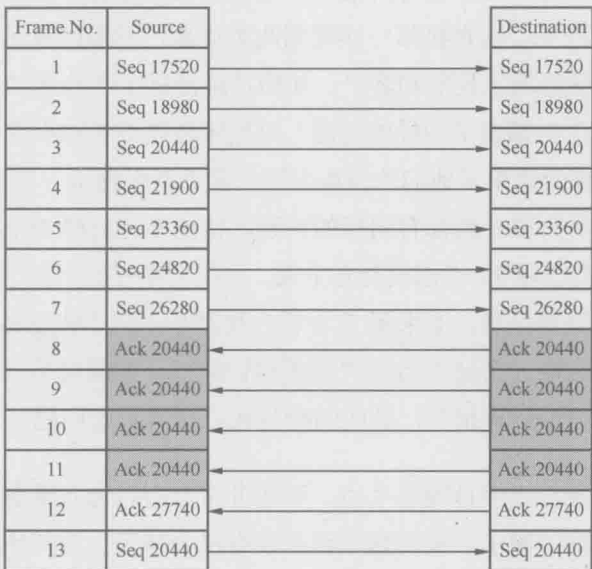 Frame No. Source Destination
1 Seq 17520 Seq 17520
2 Seq 18980 Seq 18980
3 Seq 20440 Seq 20440
4 Seq 21900 Seq 21900
5 Seq 23360 Seq 23360
6 Seq 24820 Seq 24820
7 Seq 26280 Seq 26280
8 Ack 20440 Ack 20440
9 Ack 20440 Ack 20440
10 Ack 20440 Ack 20440
11 Ack 20440 Ack 20440
12 Ack 27740 Ack 27740
13 Seq 20440 Seq 20440